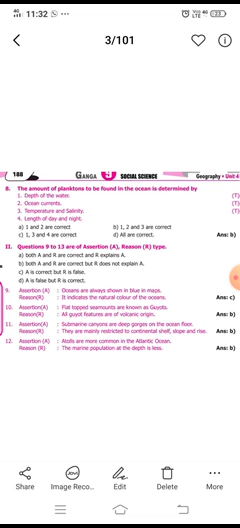 4G 11:32
VoI) 4G LTE 23
3/101
188 GANGA SOCIAL SCIENCE Geography • Unit 4
8. The amount of planktons to be found in the ocean is determined by
1. Depth of the water. (T)
2. Ocean currents. (T)
3. Temperature and Salinity. (T)
4. Length of day and night.
a) 1 and 2 are correct b) 1, 2 and 3 are correct
c) 1, 3 and 4 are correct d) All are correct. Ans: b)
II. Questions 9 to 13 are of Assertion (A), Reason (R) type.
a) both A and R are correct and R explains A.
b) both A and R are correct but R does not explain A.
c) A is correct but R is false.
d) A is false but R is correct.
9. Assertion(A) : Oceans are always shown in blue in maps.
Reason(R) : It indicates the natural colour of the oceans. Ans: c)
10. Assertion(A) : Flat topped seamounts are known as Guyots.
Reason(R) : All guyot features are of volcanic origin. Ans: b)
11. Assertion(A) : Submarine canyons are deep gorges on the ocean floor.
Reason(R) : They are mainly restricted to continental shelf, slope and rise. Ans: b)
12. Assertion(A) : Atolls are more common in the Atlantic Ocean.
Reason (R) : The marine population at the depth is less. Ans: b)
Share Image Reco... Edit Delete More